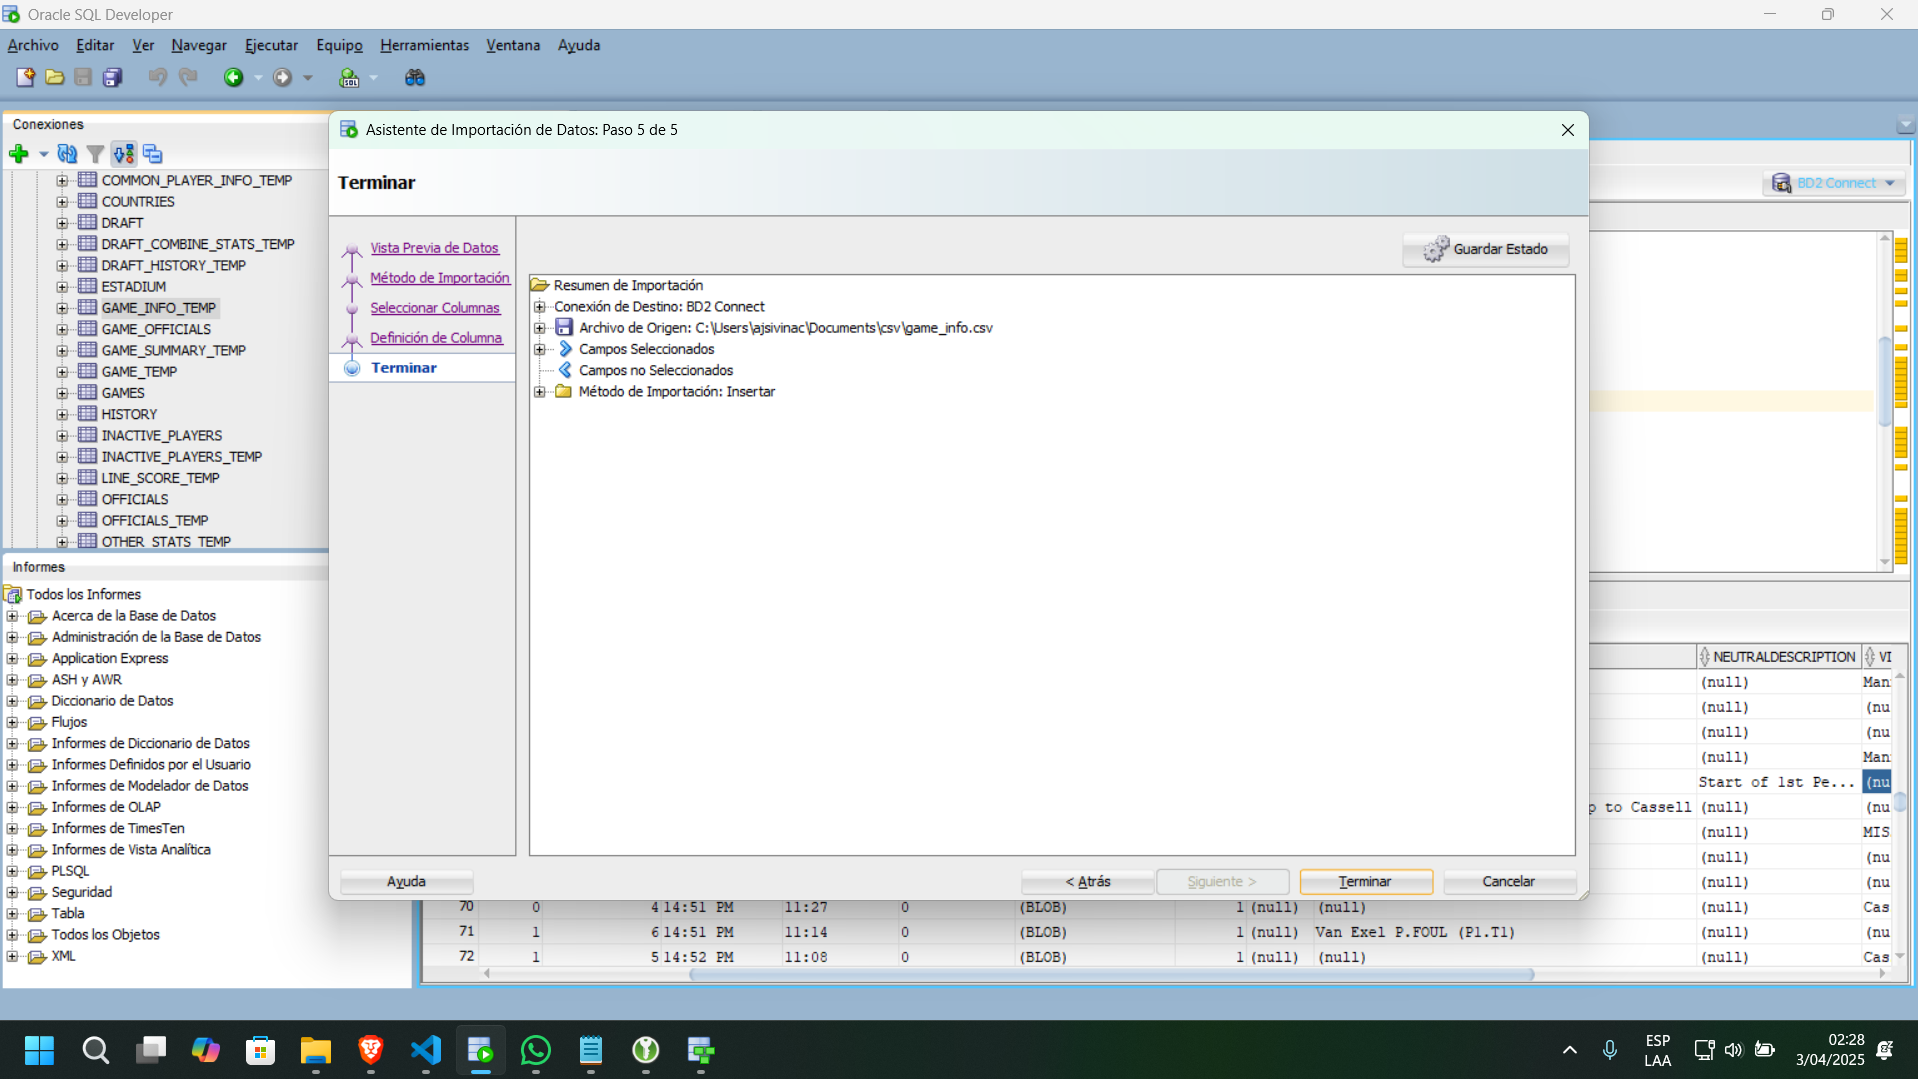 Oracle SQL Developer
Archivo Editar Ver Navegar Ejecutar Equipo Herramientas Ventana Ayuda
Conexiones
COMMON_PLAYER_INFO_TEMP
COUNTRIES
DRAFT
DRAFT_COMBINE_STATS_TEMP
DRAFT_HISTORY_TEMP
ESTADIUM
GAME_INFO_TEMP
GAME_OFFICIALS
GAME_SUMMARY_TEMP
GAME_TEMP
GAMES
HISTORY
INACTIVE_PLAYERS
INACTIVE_PLAYERS_TEMP
LINE_SCORE_TEMP
OFFICIALS
OFFICIALS_TEMP
OTHER_STATS_TEMP
Informes
Todos los Informes
Acerca de la Base de Datos
Administración de la Base de Datos
Application Express
ASH y AWR
Diccionario de Datos
Flujos
Informes de Diccionario de Datos
Informes Definidos por el Usuario
Informes de Modelador de Datos
Informes de OLAP
Informes de TimesTen
Informes de Vista Analítica
PLSQL
Seguridad
Tabla
Todos los Objetos
XML
Asistente de Importación de Datos: Paso 5 de 5
Terminar
Vista Previa de Datos
Método de Importación
Seleccionar Columnas
Definición de Columna
Terminar
Guardar Estado
Resumen de Importación
Conexión de Destino: BD2 Connect
Archivo de Origen: C:\Users\ajsivinac\Documents\csv\game_info.csv
Campos Seleccionados
Campos no Seleccionados
Método de Importación: Insertar
Ayuda < Atrás Siguiente > Terminar Cancelar
BD2 Connect
NEUTRALDESCRIPTION VI
(null) Man
(null) (nu
(null) (nu
(null) Man
Start of 1st Pe... (nu
p to Cassell (null) (nu
(null) MIS
(null) (nu
(null) (nu
70 0 4 14:51 PM 11:27 0 (BLOB) 1 (null) (null) (null) Cas
71 1 6 14:51 PM 11:14 0 (BLOB) 1 (null) Van Exel P.FOUL (P1.T1) (null) (nu
72 1 5 14:52 PM 11:08 0 (BLOB) 1 (null) (null) (null) Cas
ESP
LAA
02:28
3/04/2025